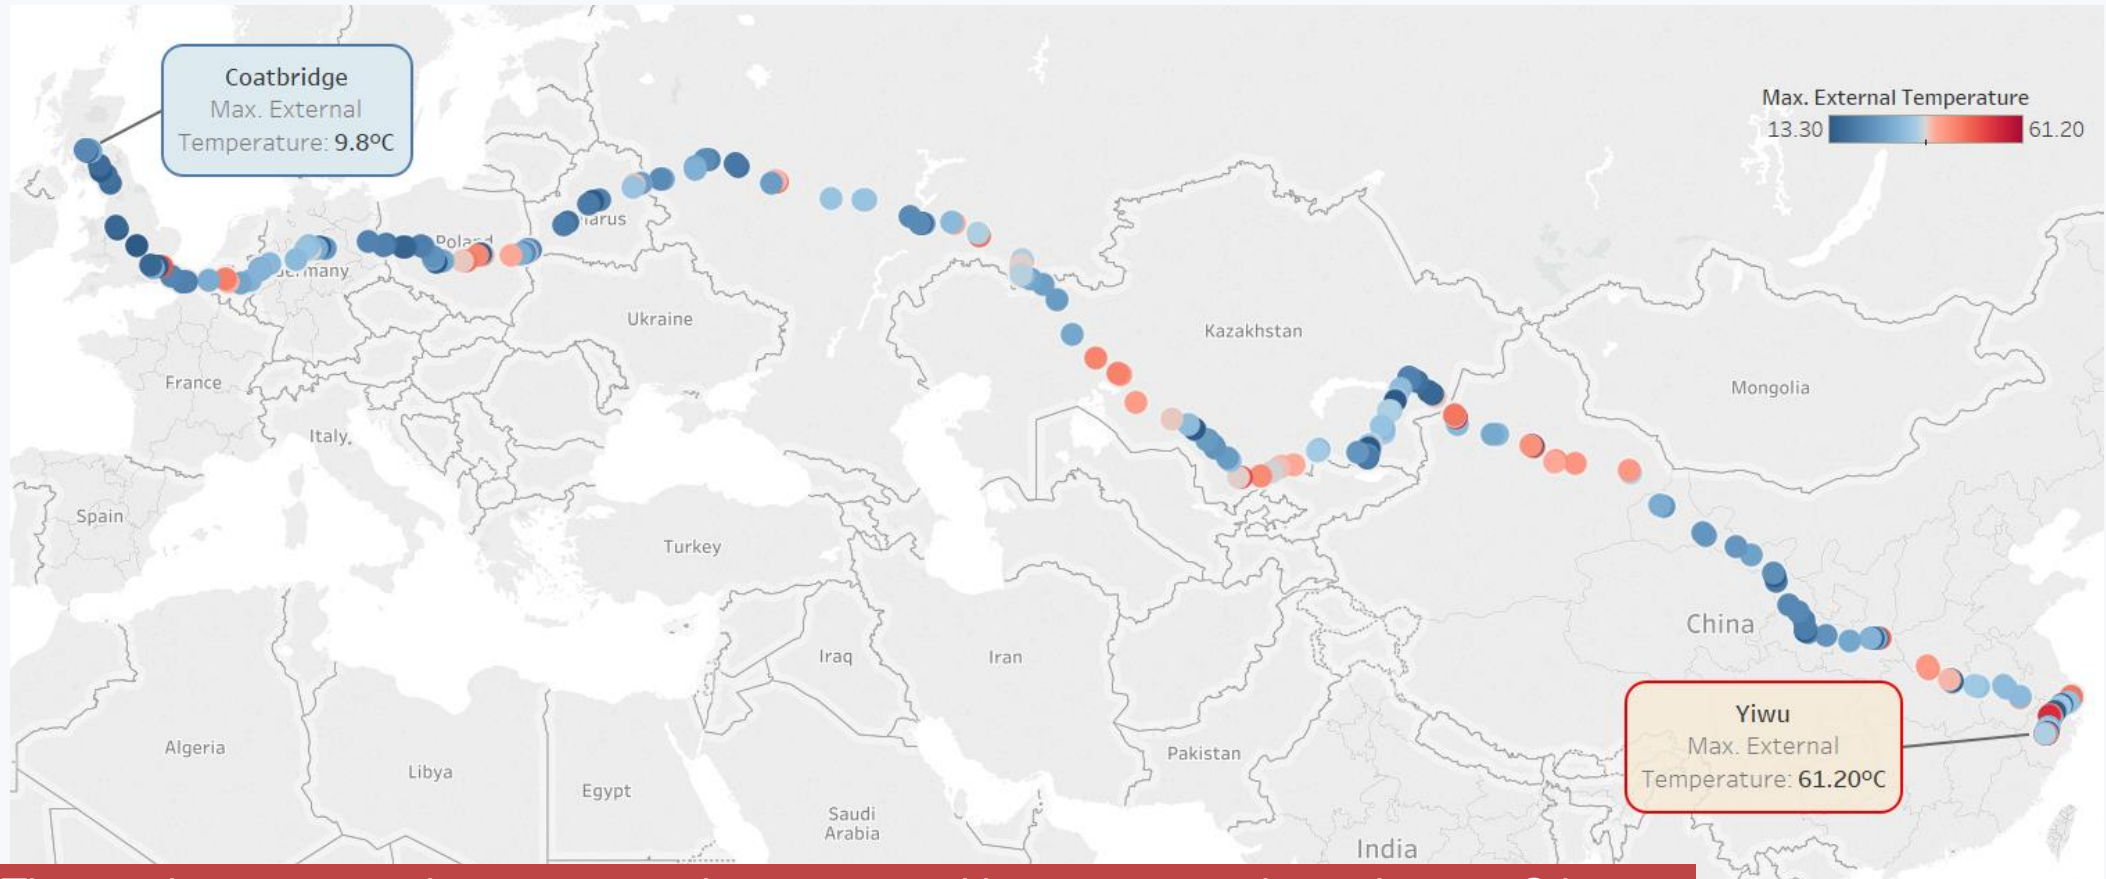 Coatbridge
Max. External
Temperature: 9.8ºC
Max. External Temperature
13.30
61.20
Poland
Germany
Ukraine
France
Italy
Spain
Turkey
Kazakhstan
Mongolia
China
Iraq
Iran
Algeria
Libya
Egypt
Saudi
Arabia
Pakistan
India
Yiwu
Max. External
Temperature: 61.20ºC